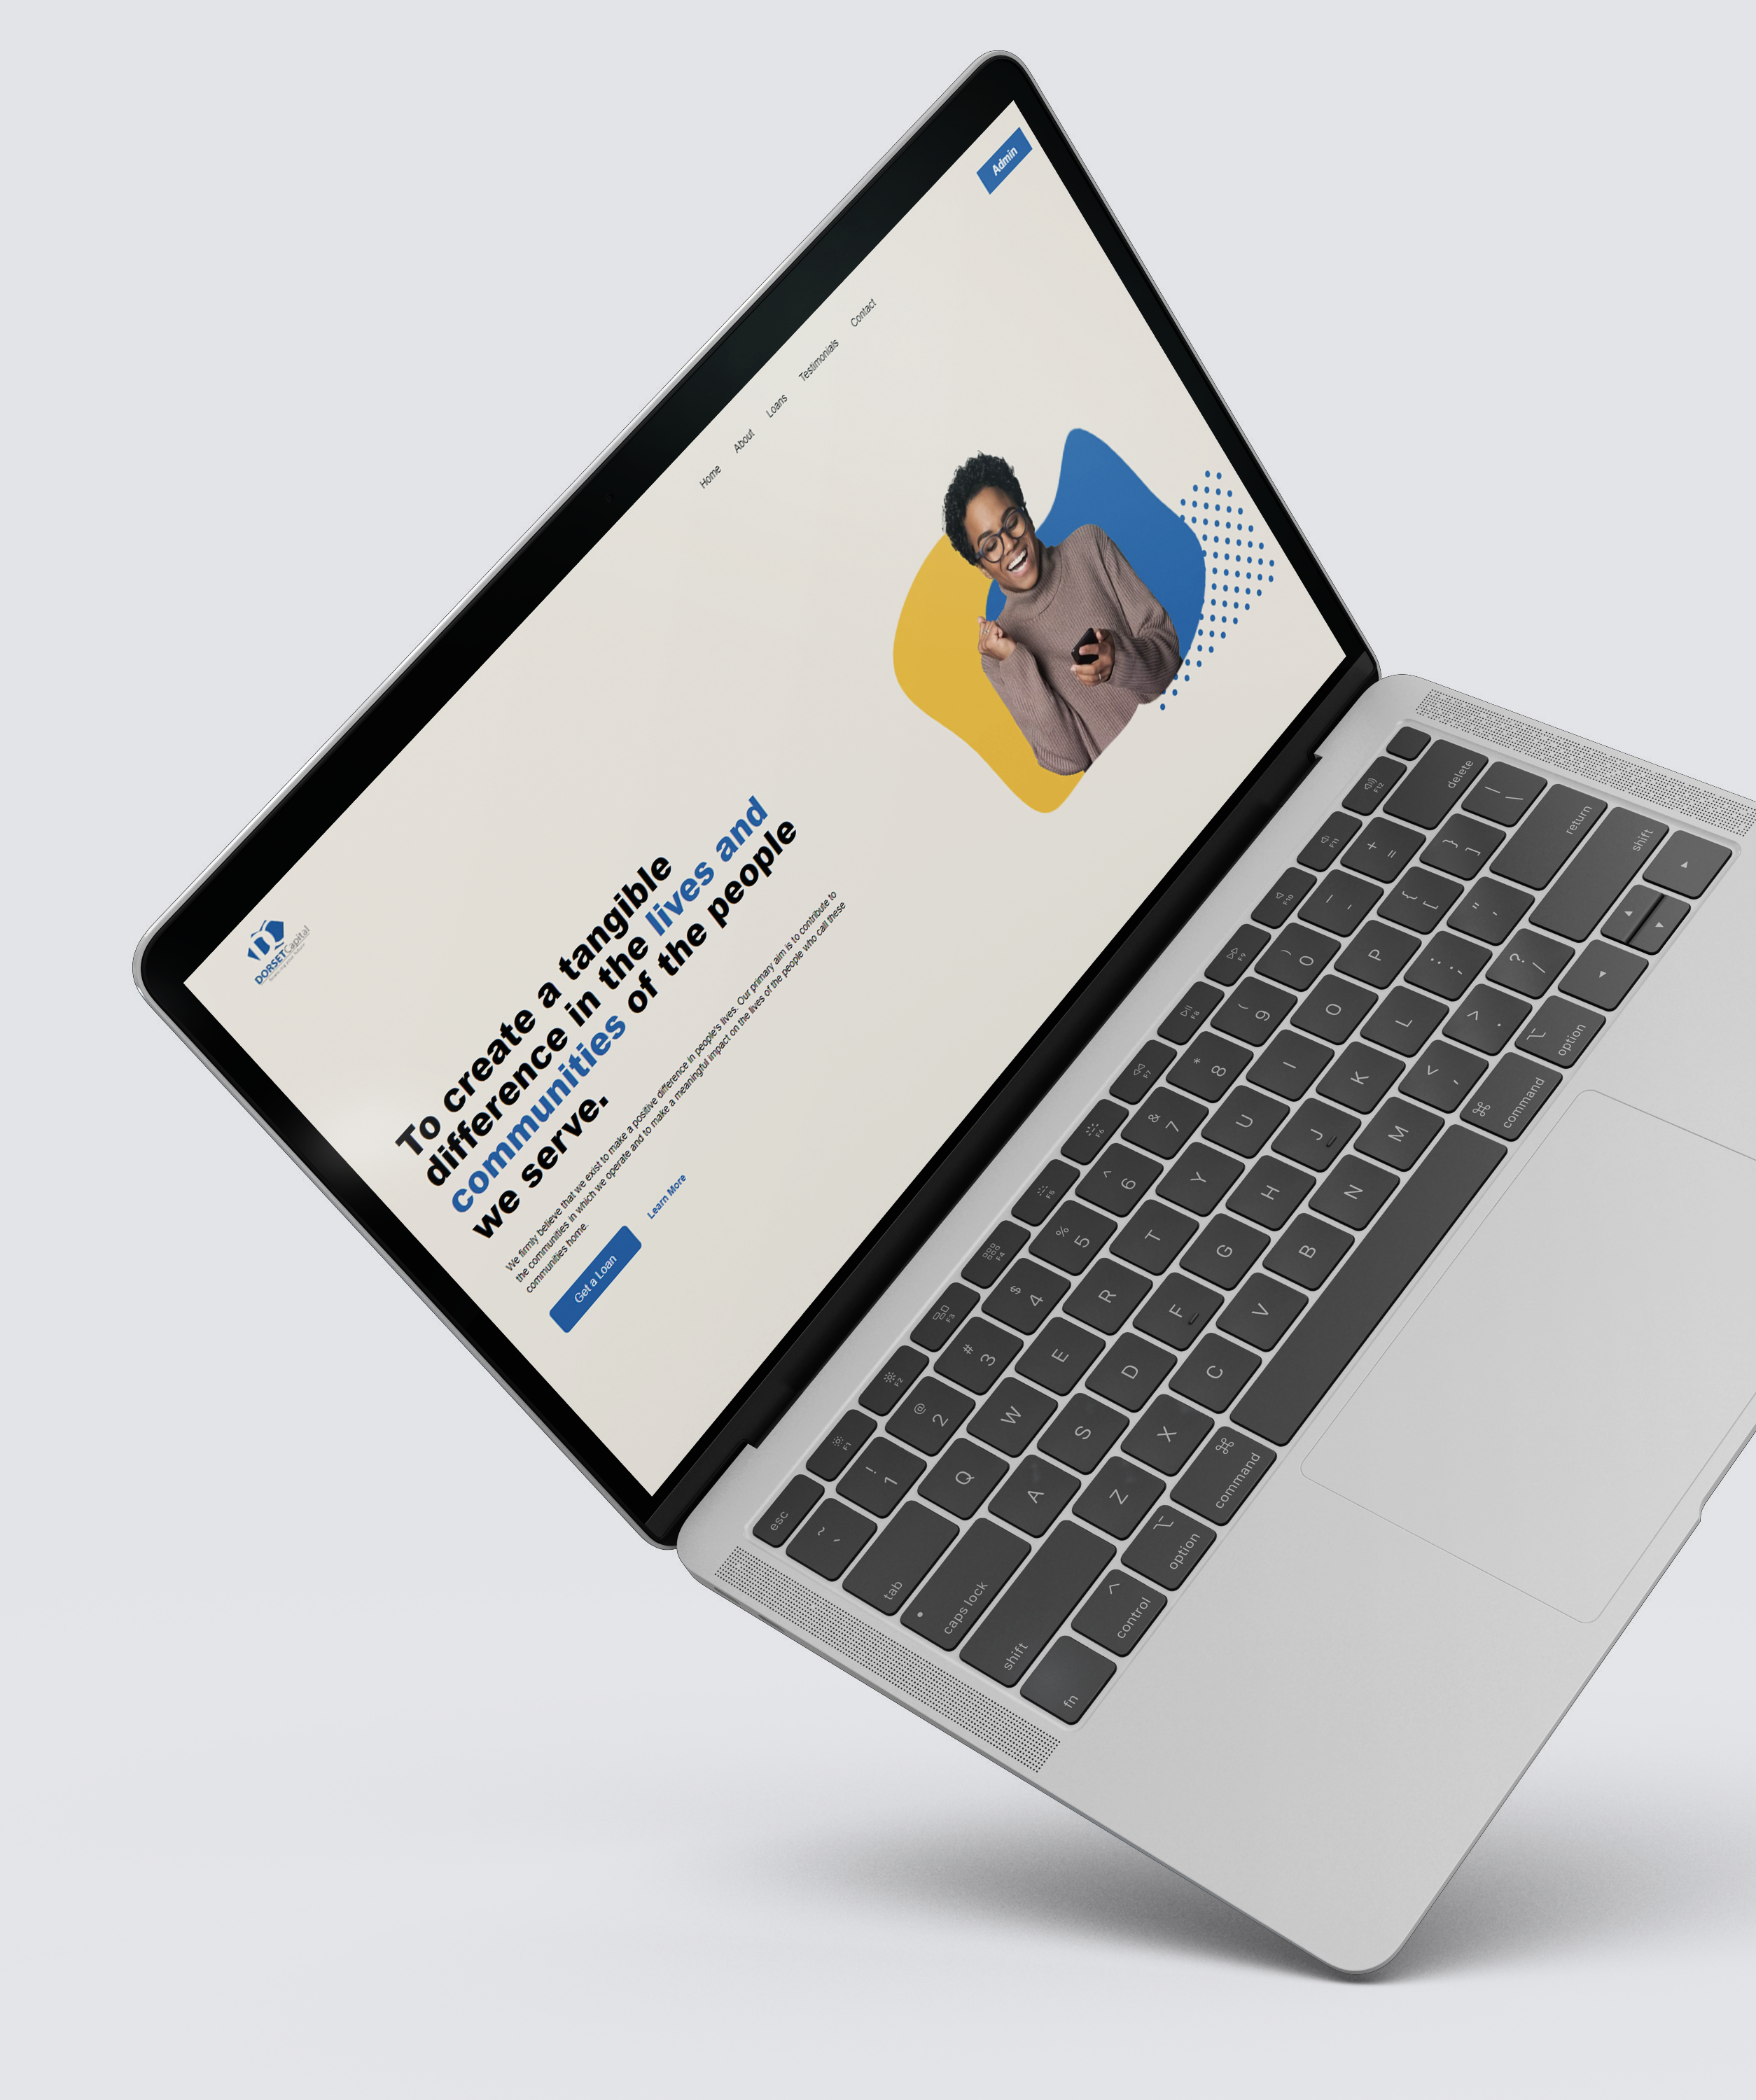 DORSETCapital
Home
About
Loans
Testimonials
Contact
Admin
To create a tangible
difference in the lives and
communities of the people
we serve.
We firmly believe that we exist to make a positive difference in people's lives. Our primary aim is to contribute to
the communities in which we operate and to make a meaningful impact on the lives of the people who call these
communities home.
Get a Loan
Learn More
esc
F1
F2
F3
F4
F5
F6
F7
F8
F9
F10
F11
F12
~ `
! 1
@ 2
# 3
$ 4
% 5
^ 6
& 7
* 8
( 9
) 0
_ -
+ =
delete
tab
Q
W
E
R
T
Y
U
I
O
P
{ [
} ]
| \
caps lock
A
S
D
F
G
H
J
K
L
: ;
" '
return
shift
Z
X
C
V
B
N
M
< ,
> .
? /
shift
fn
control
option
command
command
option